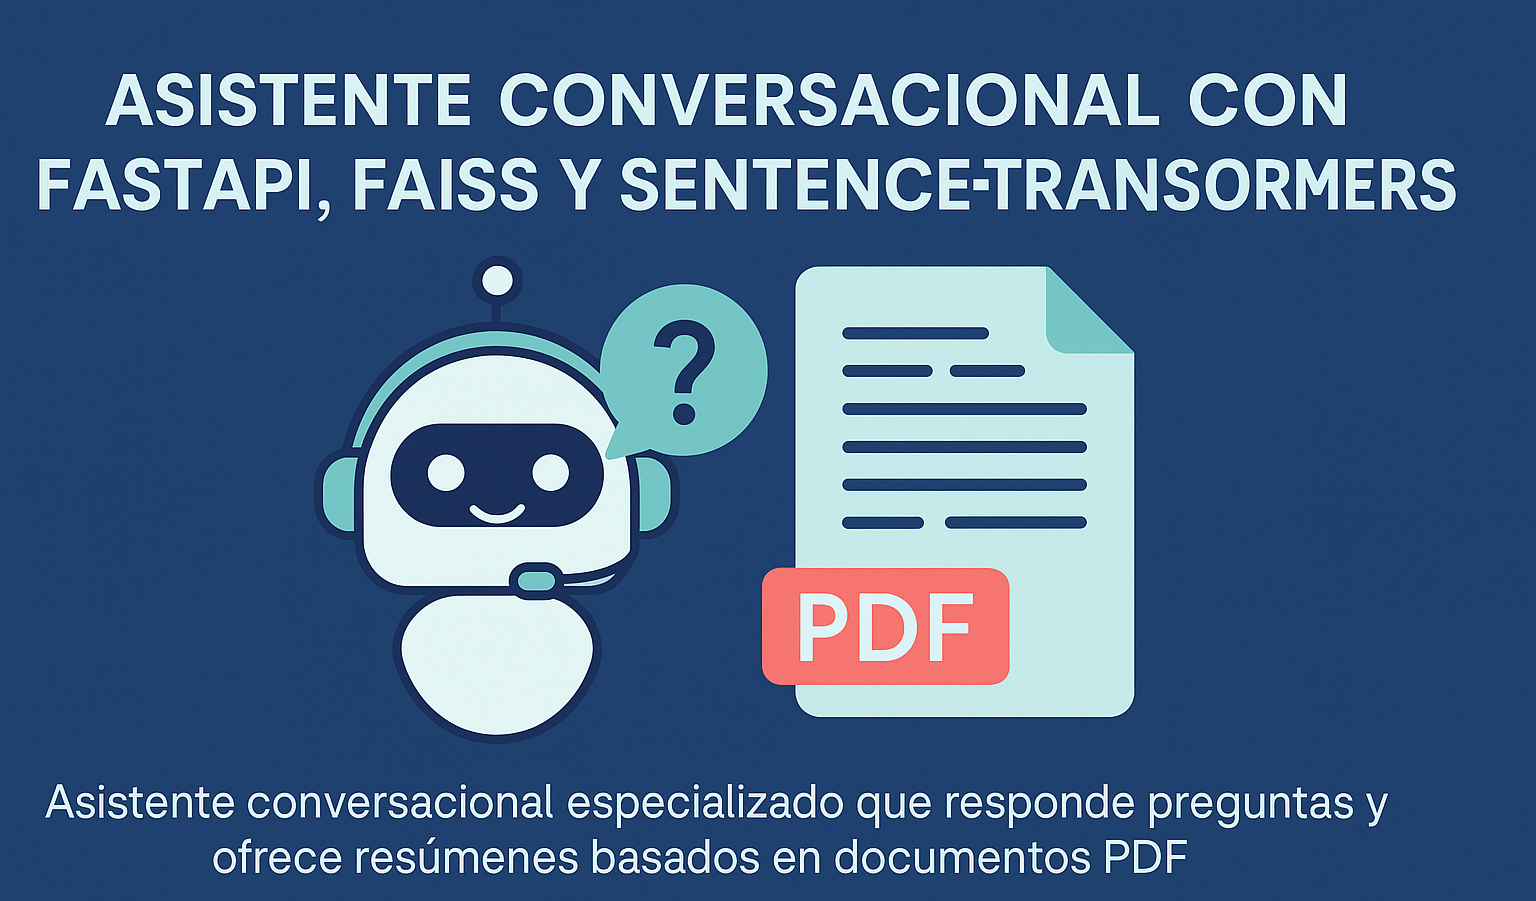 ASISTENTE CONVERSACIONAL CON
FASTAPI, FAISS Y SENTENCE-TRANSORMERS
?
PDF
Asistente conversacional especializado que responde preguntas y
ofrece resúmenes basados en documentos PDF